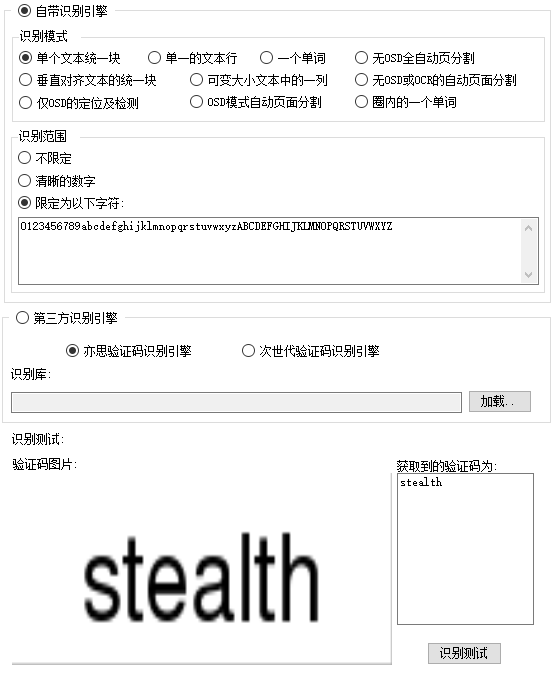 自带识别引擎
识别模式
单个文本统一块 单一的文本行 一个单词 无OSD全自动页分割
垂直对齐文本的统一块 可变大小文本中的一列 无OSD或OCR的自动页面分割
仅OSD的定位及检测 OSD模式自动页面分割 圈内的一个单词
识别范围
不限定
清晰的数字
限定为以下字符:
0123456789abcdefghijklmnopqrstuvwxyzABCDEFGHIJKLMNOPQRSTUVWXYZ
第三方识别引擎
亦思验证码识别引擎 次世代验证码识别引擎
识别库:
加载..
识别测试:
验证码图片:
获取到的验证码为:
stealth
stealth
识别测试